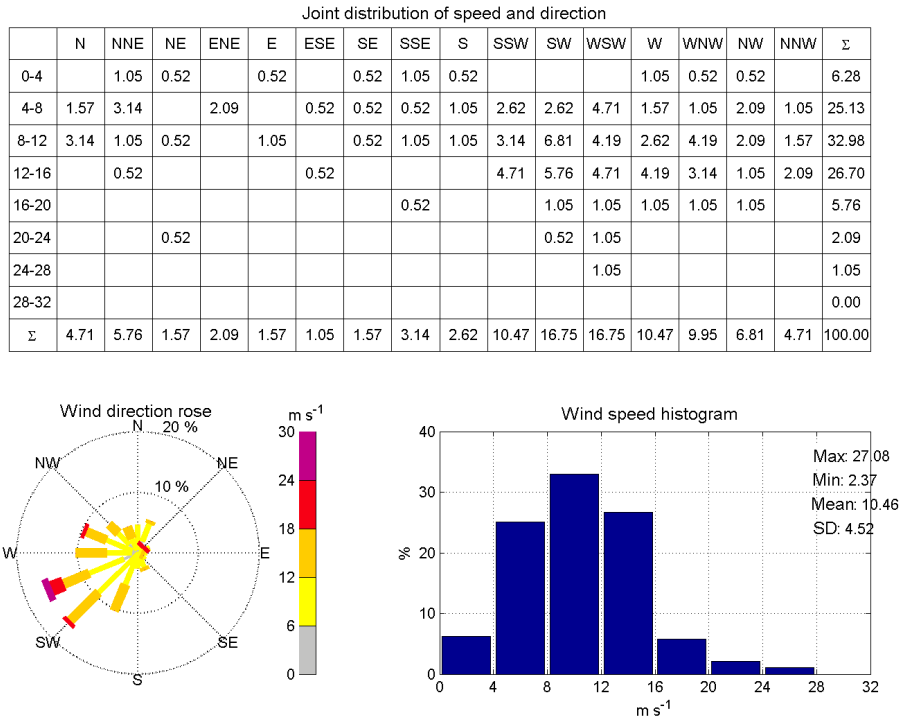 Joint distribution of speed and direction
N NNE NE ENE E ESE SE SSE S SSW SW WSW W WNW NW NNW Σ
0-4 1.05 0.52 0.52 0.52 1.05 0.52 1.05 0.52 0.52 6.28
4-8 1.57 3.14 2.09 0.52 0.52 0.52 1.05 2.62 2.62 4.71 1.57 1.05 2.09 1.05 25.13
8-12 3.14 1.05 0.52 1.05 0.52 1.05 1.05 3.14 6.81 4.19 2.62 4.19 2.09 1.57 32.98
12-16 0.52 0.52 4.71 5.76 4.71 4.19 3.14 1.05 2.09 26.70
16-20 0.52 1.05 1.05 1.05 1.05 1.05 5.76
20-24 0.52 0.52 1.05 2.09
24-28 1.05 1.05
28-32 0.00
Σ 4.71 5.76 1.57 2.09 1.57 1.05 1.57 3.14 2.62 10.47 16.75 16.75 10.47 9.95 6.81 4.71 100.00
Wind direction rose
N
20 %
NW
NE
10 %
W
E
SW
SE
S
m s⁻¹
30
24
18
12
6
0
Wind speed histogram
Max: 27.08
Min: 2.37
Mean: 10.46
SD: 4.52
%
40
30
20
10
0
0 4 8 12 16 20 24 28 32
m s⁻¹